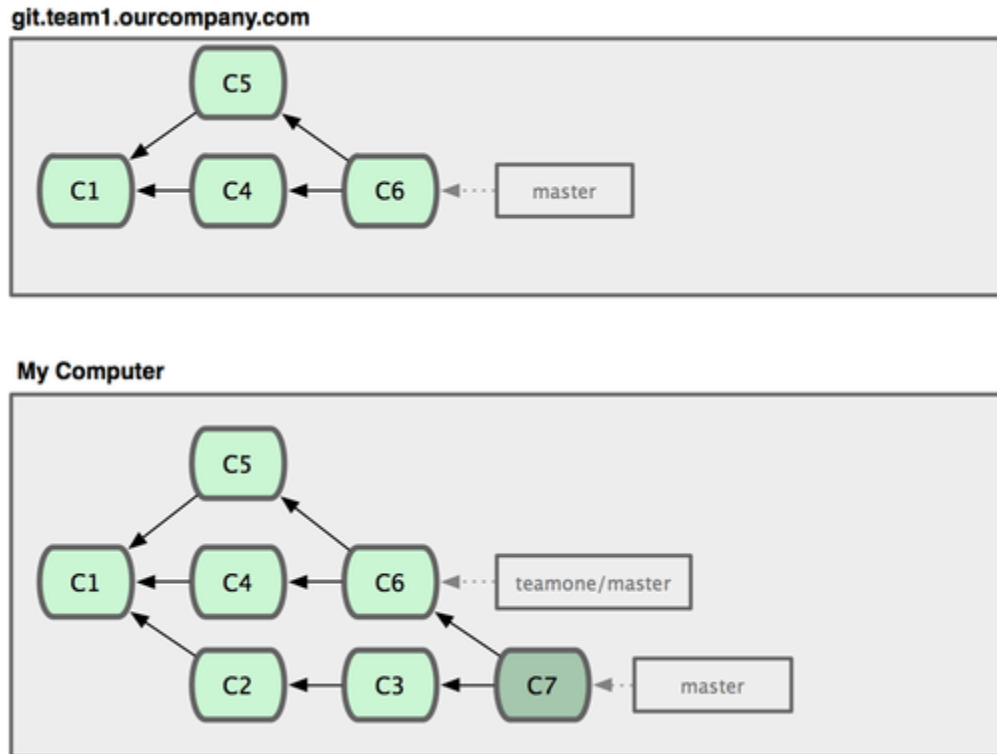 git.team1.ourcompany.com
C5
C1 C4 C6 master
My Computer
C5
C1 C4 C6 teamone/master
C2 C3 C7 master